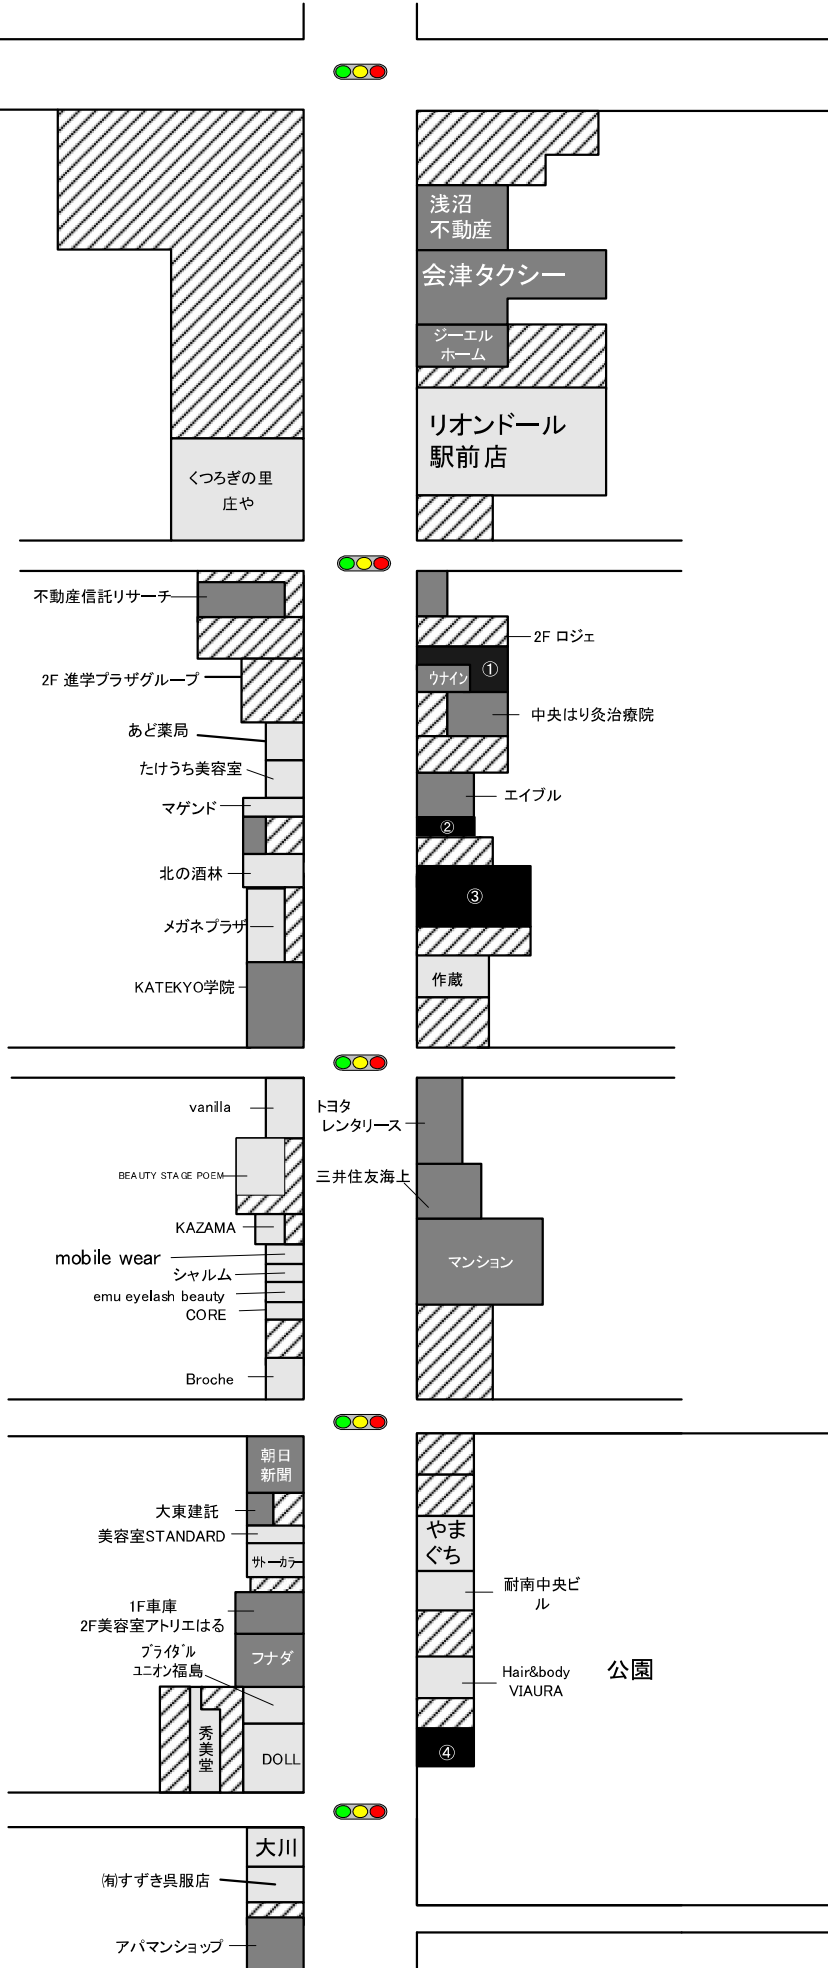 浅沼
不動産
会津タクシー
ジーエル
ホーム
リオンドール
駅前店
くつろぎの里
庄や
不動産信託リサーチ
2F ロジェ
①
ウナイン
2F 進学プラザグループ
中央はり灸治療院
あど薬局
たけうち美容室
エイブル
マゲンド
②
北の酒林
③
メガネプラザ
作蔵
KATEKYO学院
vanilla
トヨタ
レンタリース
BEAUTY STAGE POEM
三井住友海上
KAZAMA
mobile wear
マンション
シャルム
emu eyelash beauty
CORE
Broche
朝日
新聞
大東建託
美容室STANDARD
やま
ぐち
サトーカラー
耐南中央ビ
ル
1F車庫
2F美容室アトリエはる
ブライダル
ユニオン福島
フナダ
Hair&body
VIAURA
公園
秀美堂
DOLL
④
大川
㈲すずき呉服店
アパマンショップ